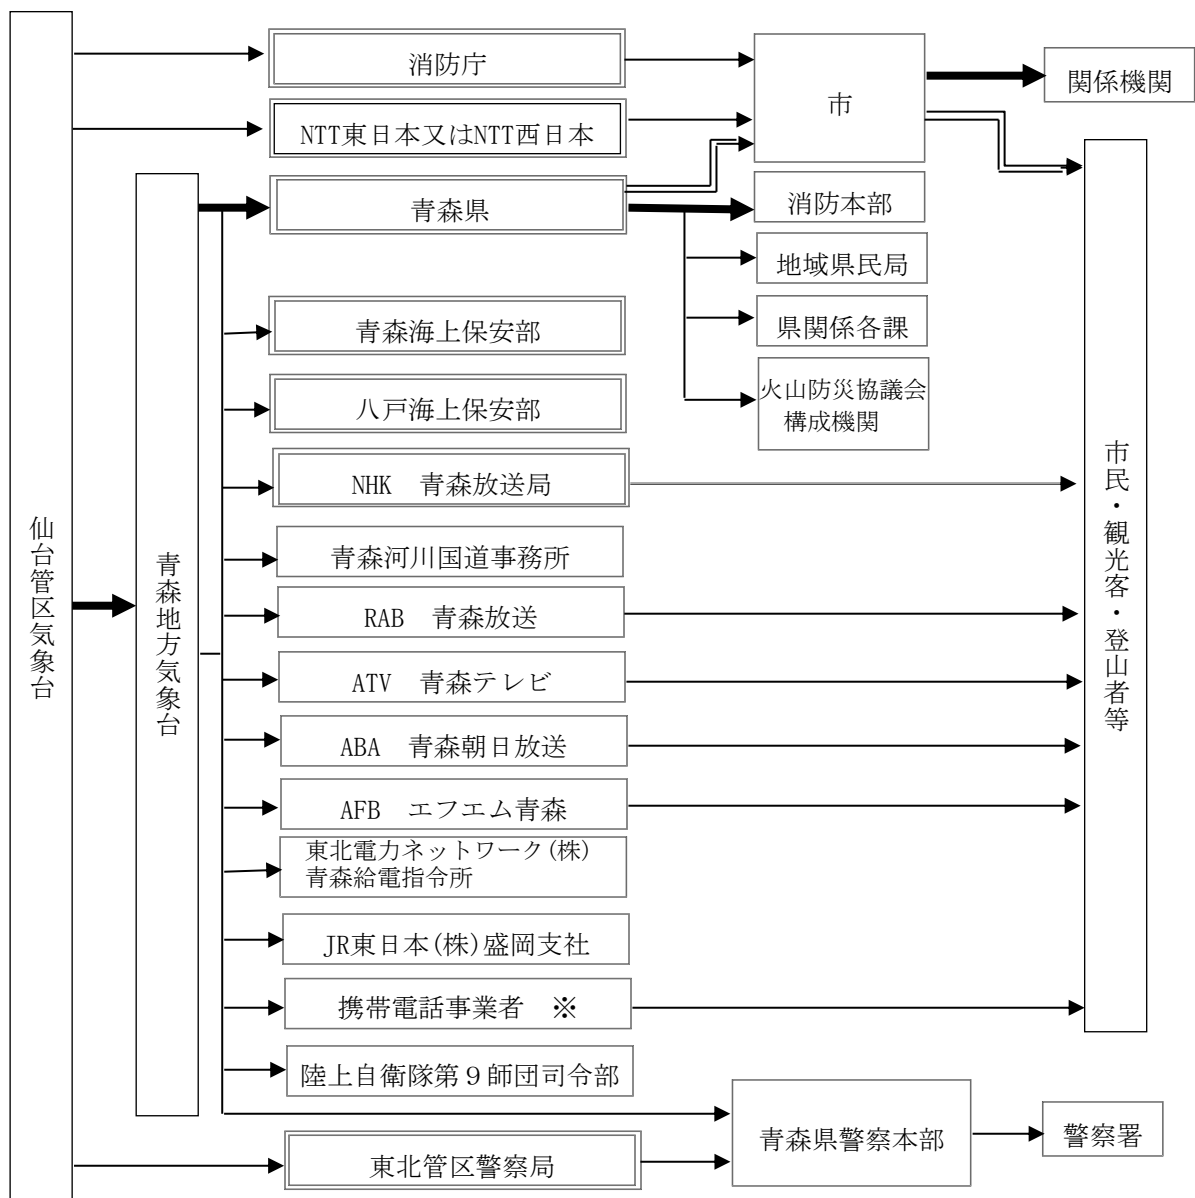 仙台管区気象台
青森地方気象台
消防庁
NTT東日本又はNTT西日本
青森県
青森海上保安部
八戸海上保安部
NHK 青森放送局
青森河川国道事務所
RAB 青森放送
ATV 青森テレビ
ABA 青森朝日放送
AFB エフエム青森
東北電力ネットワーク(株)
青森給電指令所
JR東日本(株)盛岡支社
携帯電話事業者 ※
陸上自衛隊第9師団司令部
東北管区警察局
市
消防本部
地域県民局
県関係各課
火山防災協議会
構成機関
青森県警察本部
関係機関
市民・観光客・登山者等
警察署